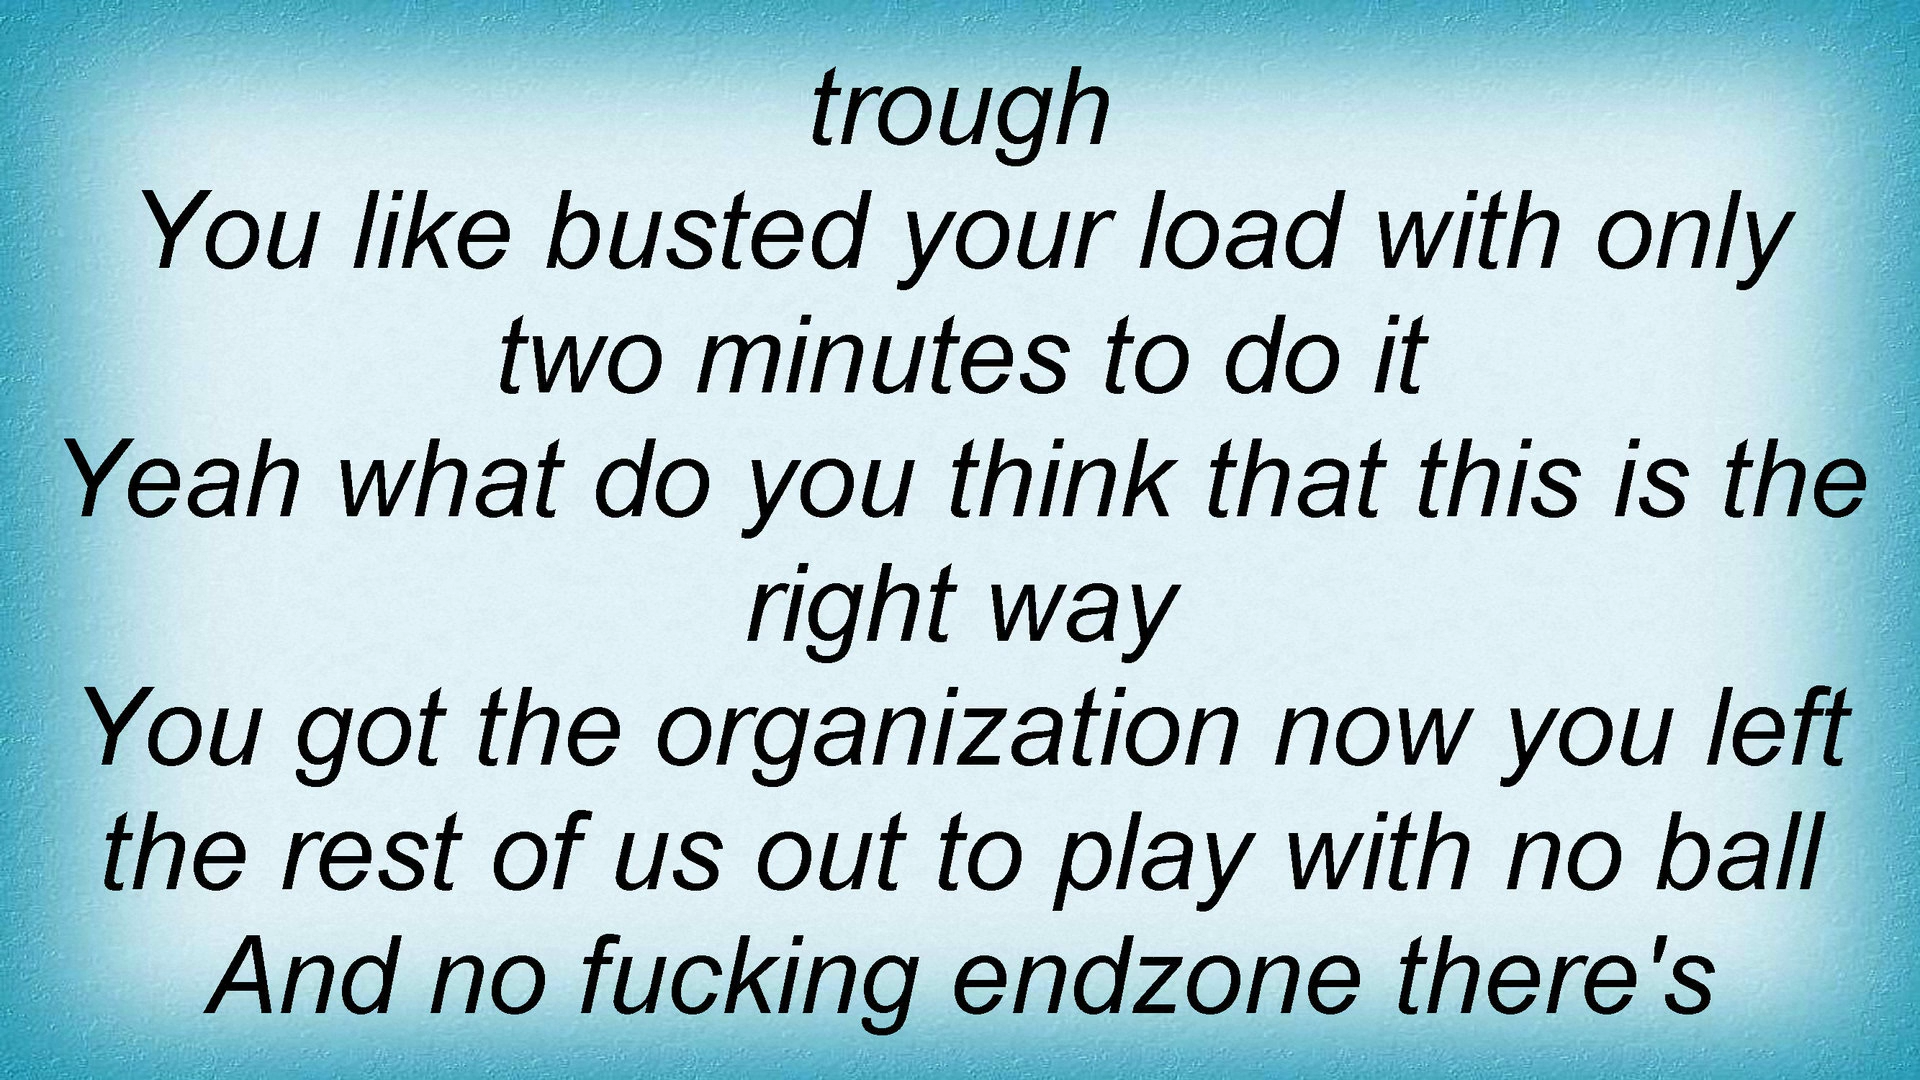 trough
You like busted your load with only
two minutes to do it
Yeah what do you think that this is the
right way
You got the organization now you left
the rest of us out to play with no ball
And no fucking endzone there's